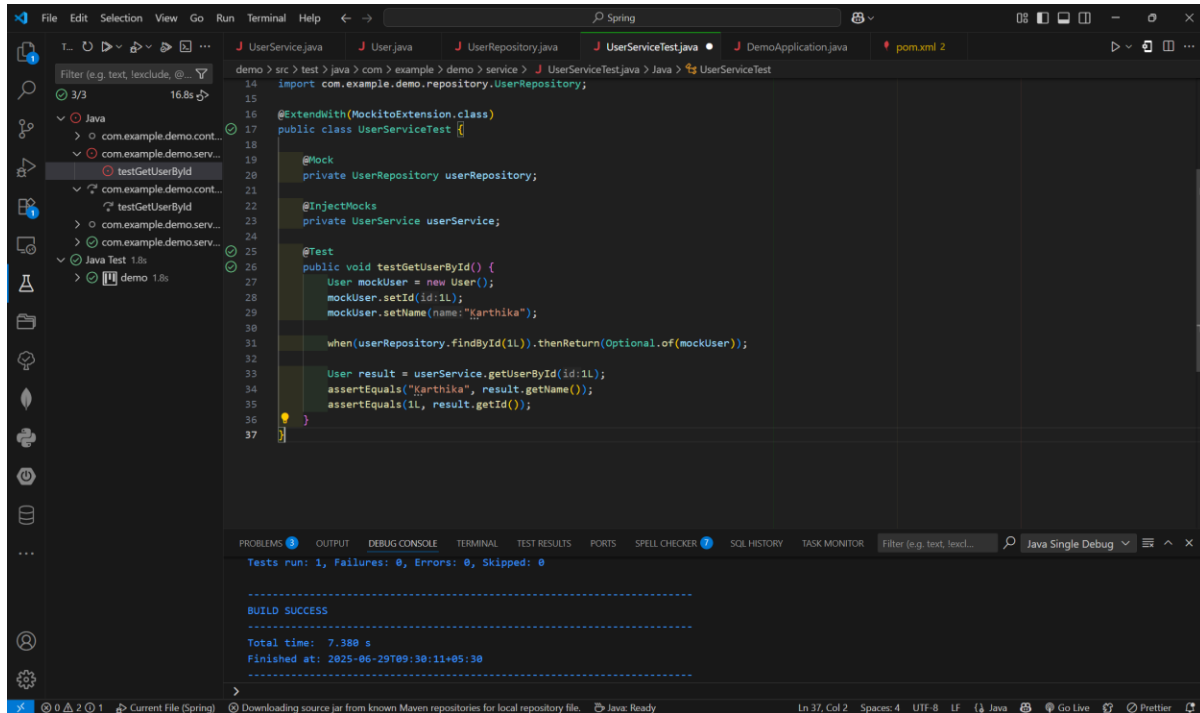 File Edit Selection View Go Run Terminal Help
Spring
T...
UserService.java
User.java
UserRepository.java
UserServiceTest.java
DemoApplication.java
pom.xml 2
Filter (e.g. text, !exclude, @...
3/3 16.8s
Java
com.example.demo.cont...
com.example.demo.serv...
testGetUserById
com.example.demo.cont...
testGetUserById
com.example.demo.serv...
com.example.demo.serv...
Java Test 1.8s
demo 1.8s
demo > src > test > java > com > example > demo > service > UserServiceTest.java > Java > UserServiceTest
14 import com.example.demo.repository.UserRepository;
15
16 @ExtendWith(MockitoExtension.class)
17 public class UserServiceTest {
18
19 @Mock
20 private UserRepository userRepository;
21
22 @InjectMocks
23 private UserService userService;
24
25 @Test
26 public void testGetUserById() {
27 User mockUser = new User();
28 mockUser.setId(id:1L);
29 mockUser.setName(name:"Karthika");
30
31 when(userRepository.findById(1L)).thenReturn(Optional.of(mockUser));
32
33 User result = userService.getUserById(id:1L);
34 assertEquals("Karthika", result.getName());
35 assertEquals(1L, result.getId());
36 }
37 }
PROBLEMS 3 OUTPUT DEBUG CONSOLE TERMINAL TEST RESULTS PORTS SPELL CHECKER 7 SQL HISTORY TASK MONITOR Filter (e.g. text, !excl... Java Single Debug
Tests run: 1, Failures: 0, Errors: 0, Skipped: 0
------------------------------------------------------------------------
BUILD SUCCESS
------------------------------------------------------------------------
Total time: 7.380 s
Finished at: 2025-06-29T09:30:11+05:30
------------------------------------------------------------------------
>
0 2 1 Current File (Spring) Downloading source jar from known Maven repositories for local repository file. Java: Ready Ln 37, Col 2 Spaces: 4 UTF-8 LF Java Go Live Prettier